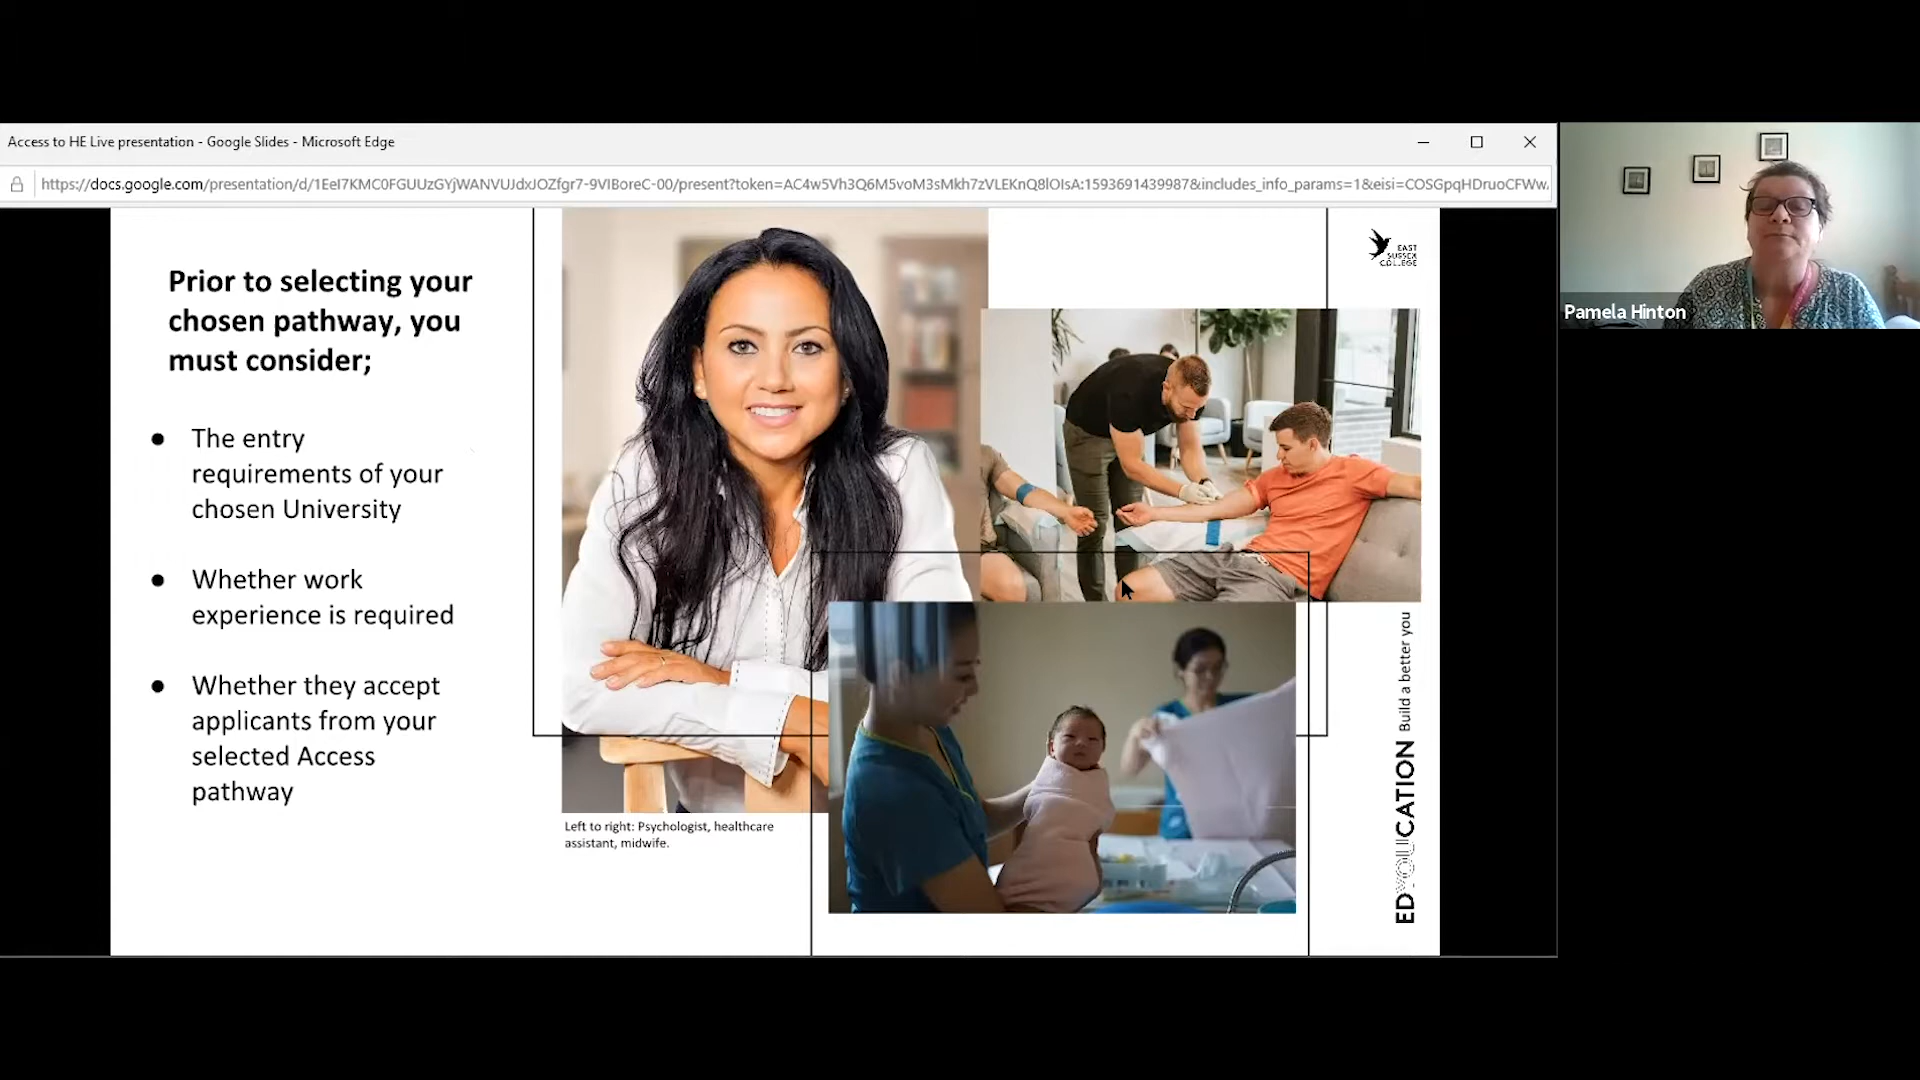 Access to HE Live presentation - Google Slides - Microsoft Edge
https://docs.google.com/presentation/d/1EeI7KMC0FGUUzGYjWANVUJdxJOZfgr7-9VIBoreC-00/present?token=AC4w5Vh3Q6M5voM3sMkh7zVLEKnQ8lOIsA:1593691439987&includes_info_params=1&eisi=COSGpqHDruoCFWw
Prior to selecting your
chosen pathway, you
must consider;
● The entry
requirements of your
chosen University
● Whether work
experience is required
● Whether they accept
applicants from your
selected Access
pathway
Left to right: Psychologist, healthcare
assistant, midwife.
EAST
SUSSEX
COLLEGE
EDYOUCATION Build a better you
Pamela Hinton